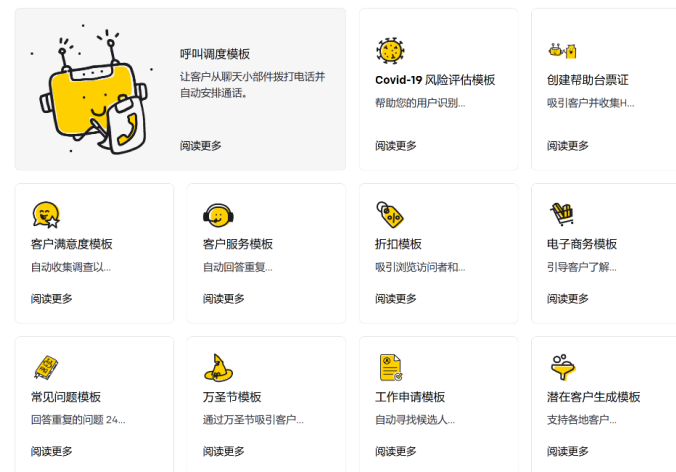 呼叫调度模板
让客户从聊天小部件拨打电话并
自动安排通话。
阅读更多
Covid-19 风险评估模板
帮助您的用户识别...
阅读更多
创建帮助台票证
吸引客户并收集H...
阅读更多
客户满意度模板
自动收集调查以...
阅读更多
客户服务模板
自动回答重复...
阅读更多
折扣模板
吸引浏览访问者和...
阅读更多
电子商务模板
引导客户了解...
阅读更多
常见问题模板
回答重复的问题 24...
阅读更多
万圣节模板
通过万圣节吸引客户...
阅读更多
工作申请模板
自动寻找候选人...
阅读更多
潜在客户生成模板
支持各地客户...
阅读更多